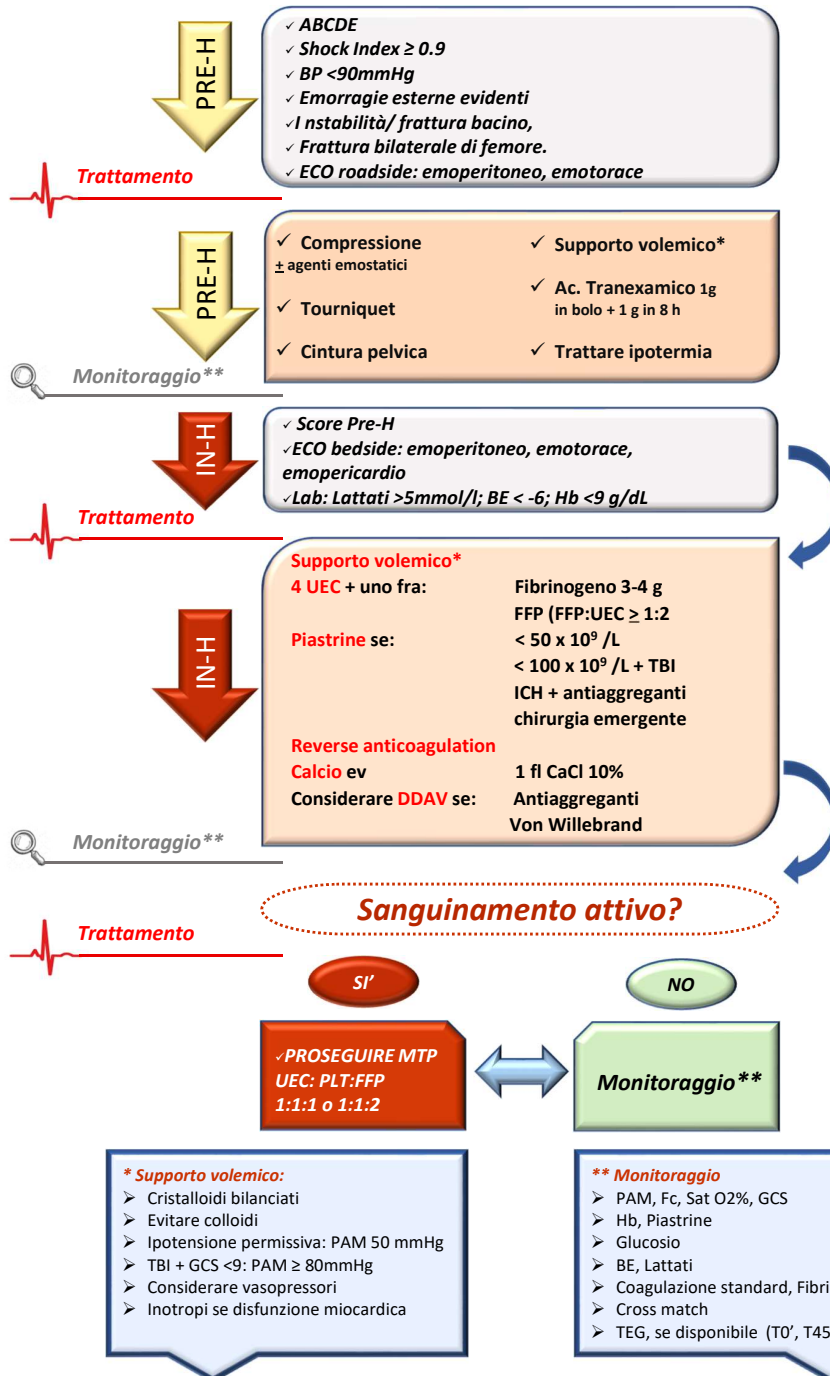 PRE-H
✓ ABCDE
✓ Shock Index ≥ 0.9
✓ BP <90mmHg
✓ Emorragie esterne evidenti
✓I nstabilità/ frattura bacino,
✓ Frattura bilaterale di femore.
✓ ECO roadside: emoperitoneo, emotorace
Trattamento
PRE-H
✓ Compressione
± agenti emostatici
✓ Tourniquet
✓ Cintura pelvica
✓ Supporto volemico*
✓ Ac. Tranexamico 1g
in bolo + 1 g in 8 h
✓ Trattare ipotermia
Monitoraggio**
IN-H
✓ Score Pre-H
✓ECO bedside: emoperitoneo, emotorace,
emopericardio
✓Lab: Lattati >5mmol/l; BE < -6; Hb <9 g/dL
Trattamento
IN-H
Supporto volemico*
4 UEC + uno fra: Fibrinogeno 3-4 g
FFP (FFP:UEC ≥ 1:2
Piastrine se: < 50 x 10⁹ /L
< 100 x 10⁹ /L + TBI
ICH + antiaggreganti
chirurgia emergente
Reverse anticoagulation
Calcio ev 1 fl CaCl 10%
Considerare DDAV se: Antiaggreganti
Von Willebrand
Monitoraggio**
Sanguinamento attivo?
Trattamento
SI’
NO
✓PROSEGUIRE MTP
UEC: PLT:FFP
1:1:1 o 1:1:2
Monitoraggio**
* Supporto volemico:
➢ Cristalloidi bilanciati
➢ Evitare colloidi
➢ Ipotensione permissiva: PAM 50 mmHg
➢ TBI + GCS <9: PAM ≥ 80mmHg
➢ Considerare vasopressori
➢ Inotropi se disfunzione miocardica
** Monitoraggio
➢ PAM, Fc, Sat O2%, GCS
➢ Hb, Piastrine
➢ Glucosio
➢ BE, Lattati
➢ Coagulazione standard, Fibri
➢ Cross match
➢ TEG, se disponibile (T0’, T45